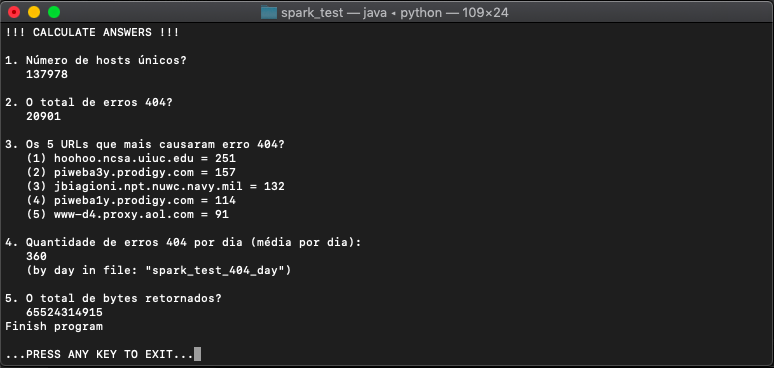 spark_test — java ◂ python — 109×24
!!! CALCULATE ANSWERS !!!
1. Número de hosts únicos?
137978
2. O total de erros 404?
20901
3. Os 5 URLs que mais causaram erro 404?
(1) hoohoo.ncsa.uiuc.edu = 251
(2) piweba3y.prodigy.com = 157
(3) jbiagioni.npt.nuwc.navy.mil = 132
(4) piweba1y.prodigy.com = 114
(5) www-d4.proxy.aol.com = 91
4. Quantidade de erros 404 por dia (média por dia):
360
(by day in file: "spark_test_404_day")
5. O total de bytes retornados?
65524314915
Finish program
...PRESS ANY KEY TO EXIT...